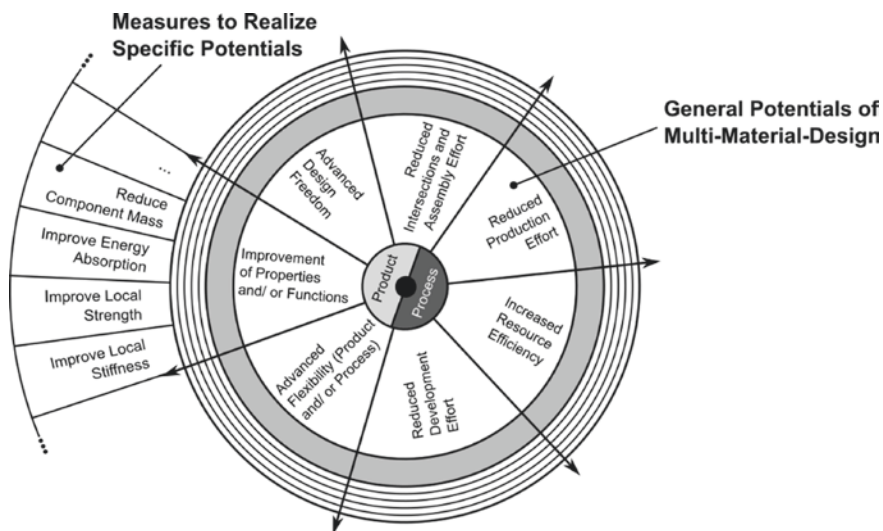 Measures to Realize
Specific Potentials
General Potentials of
Multi-Material-Design
...
Reduce
Component Mass
Improve Energy
Absorption
Improve Local
Strength
Improve Local
Stiffness
Advanced
Design
Freedom
Reduced
Intersections and
Assembly Effort
Reduced
Production
Effort
Increased
Resource
Efficiency
Reduced
Development
Effort
Advanced
Flexibility (Product
and/ or Process)
Improvement
of Properties
and/ or Functions
Product
Process